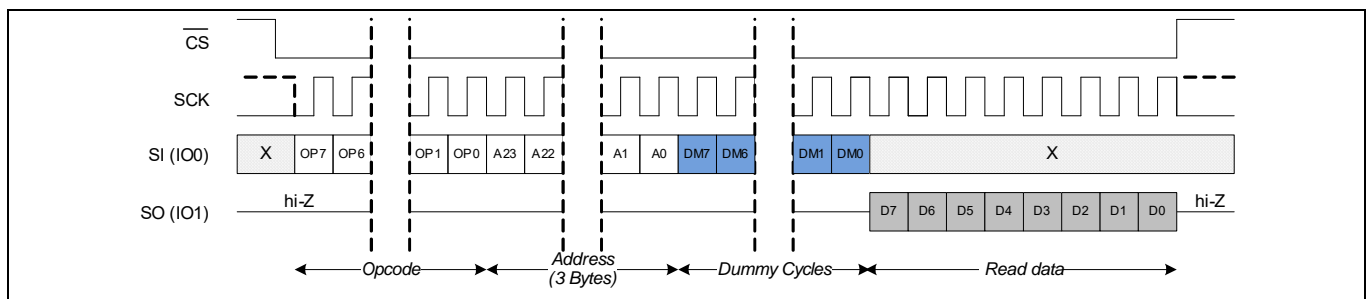 CS
SCK
SI (IO0) X OP7 OP6 OP1 OP0 A23 A22 A1 A0 DM7 DM6 DM1 DM0 X
hi-Z D7 D6 D5 D4 D3 D2 D1 D0 hi-Z
SO (IO1)
Opcode Address Dummy Cycles Read data
(3 Bytes)